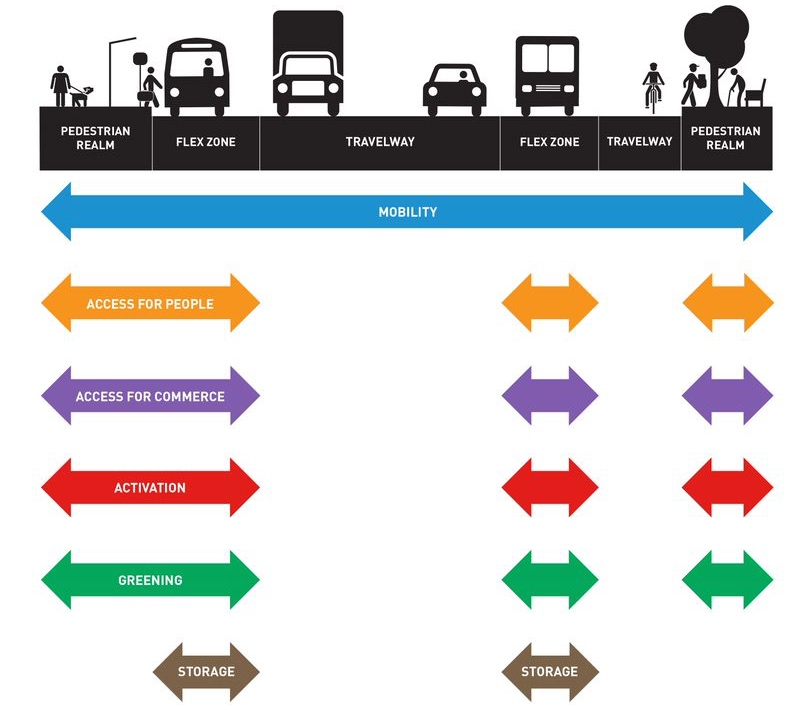 PEDESTRIAN
REALM
FLEX ZONE
TRAVELWAY
FLEX ZONE
TRAVELWAY
PEDESTRIAN
REALM
MOBILITY
ACCESS FOR PEOPLE
ACCESS FOR COMMERCE
ACTIVATION
GREENING
STORAGE
STORAGE